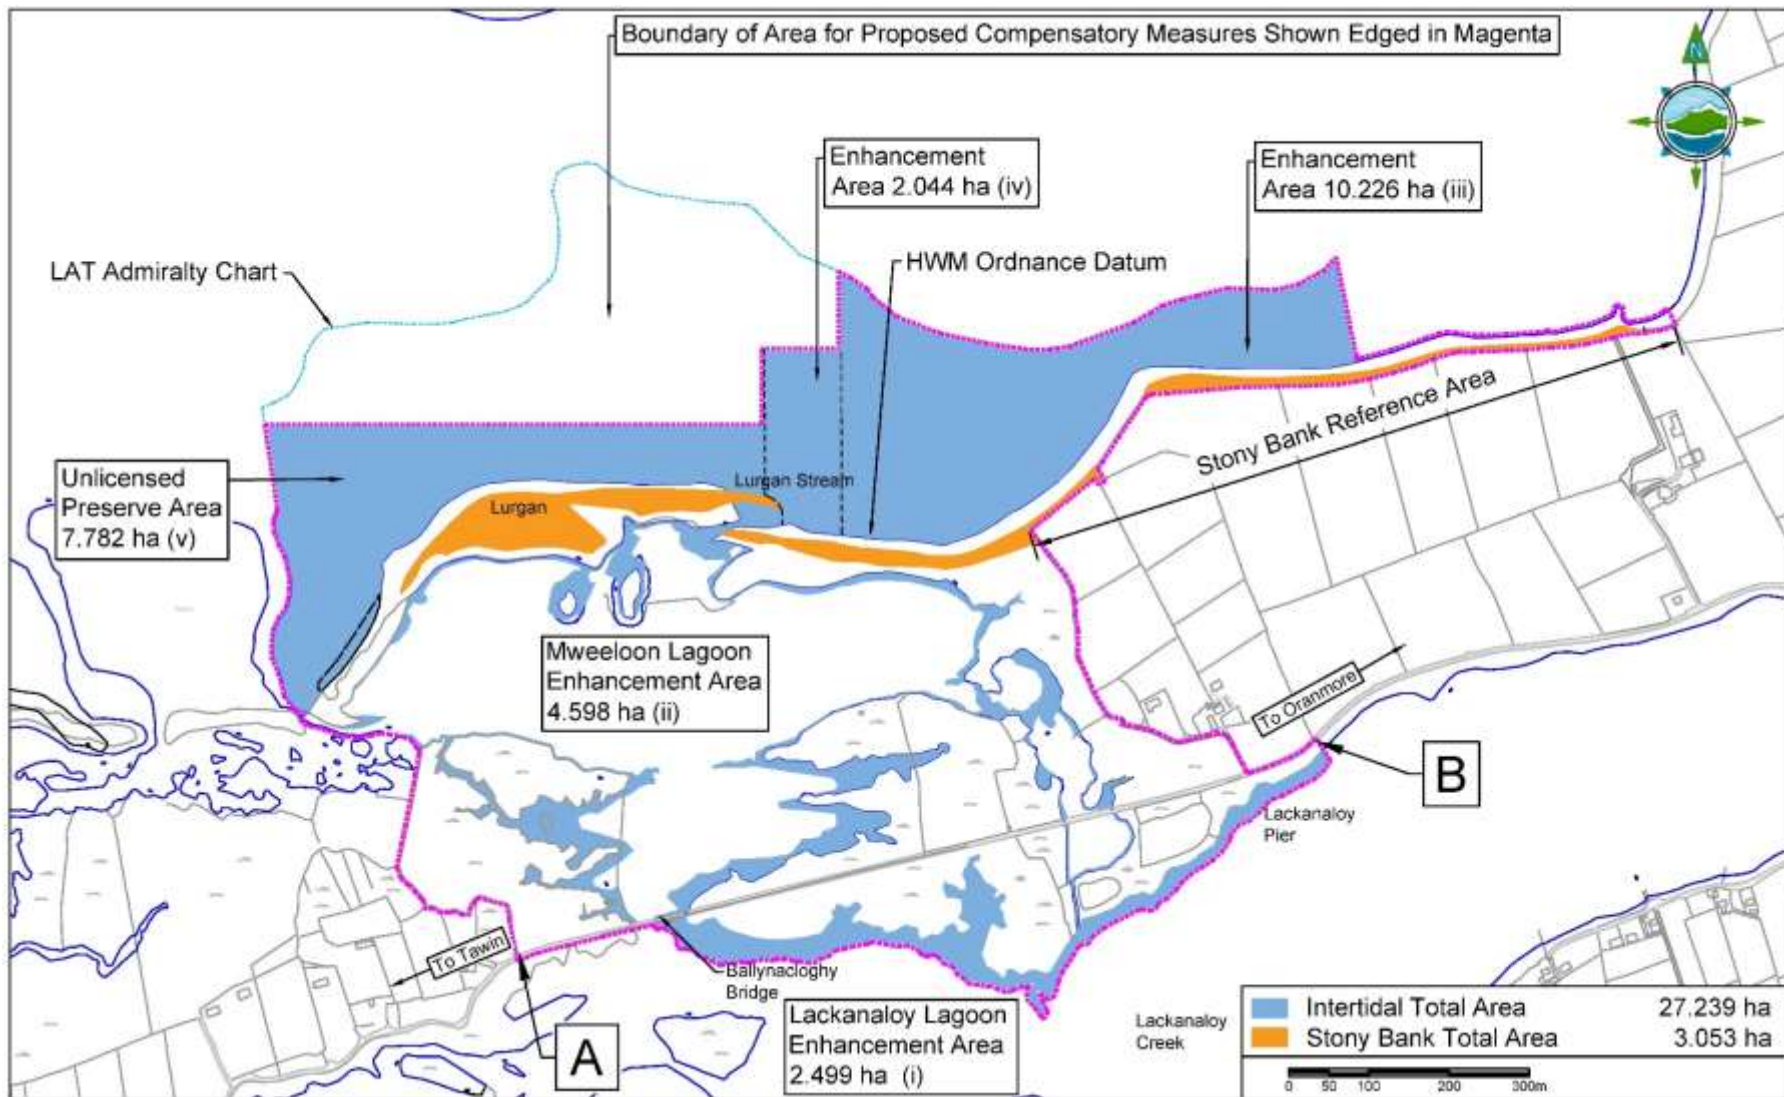 Boundary of Area for Proposed Compensatory Measures Shown Edged in Magenta
N
Enhancement
Area 2.044 ha (iv)
Enhancement
Area 10.226 ha (iii)
LAT Admiralty Chart
HWM Ordnance Datum
Stony Bank Reference Area
Unlicensed
Preserve Area
7.782 ha (v)
Lurgan
Lurgan Stream
Mweeloon Lagoon
Enhancement Area
4.598 ha (ii)
To Oranmore
B
Lackanaloy
Pier
To Tawin
Ballynacloghy
Bridge
A
Lackanaloy Lagoon
Enhancement Area
2.499 ha (i)
Lackanaloy
Creek
Intertidal Total Area 27.239 ha
Stony Bank Total Area 3.053 ha
0 50 100 200 300m